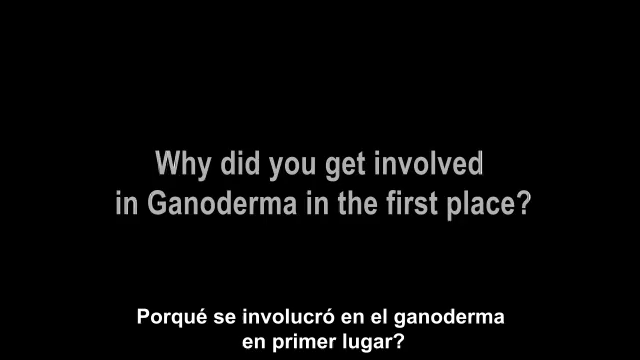 Why did you get involved
in Ganoderma in the first place?
Porqué se involucró en el ganoderma
en primer lugar?